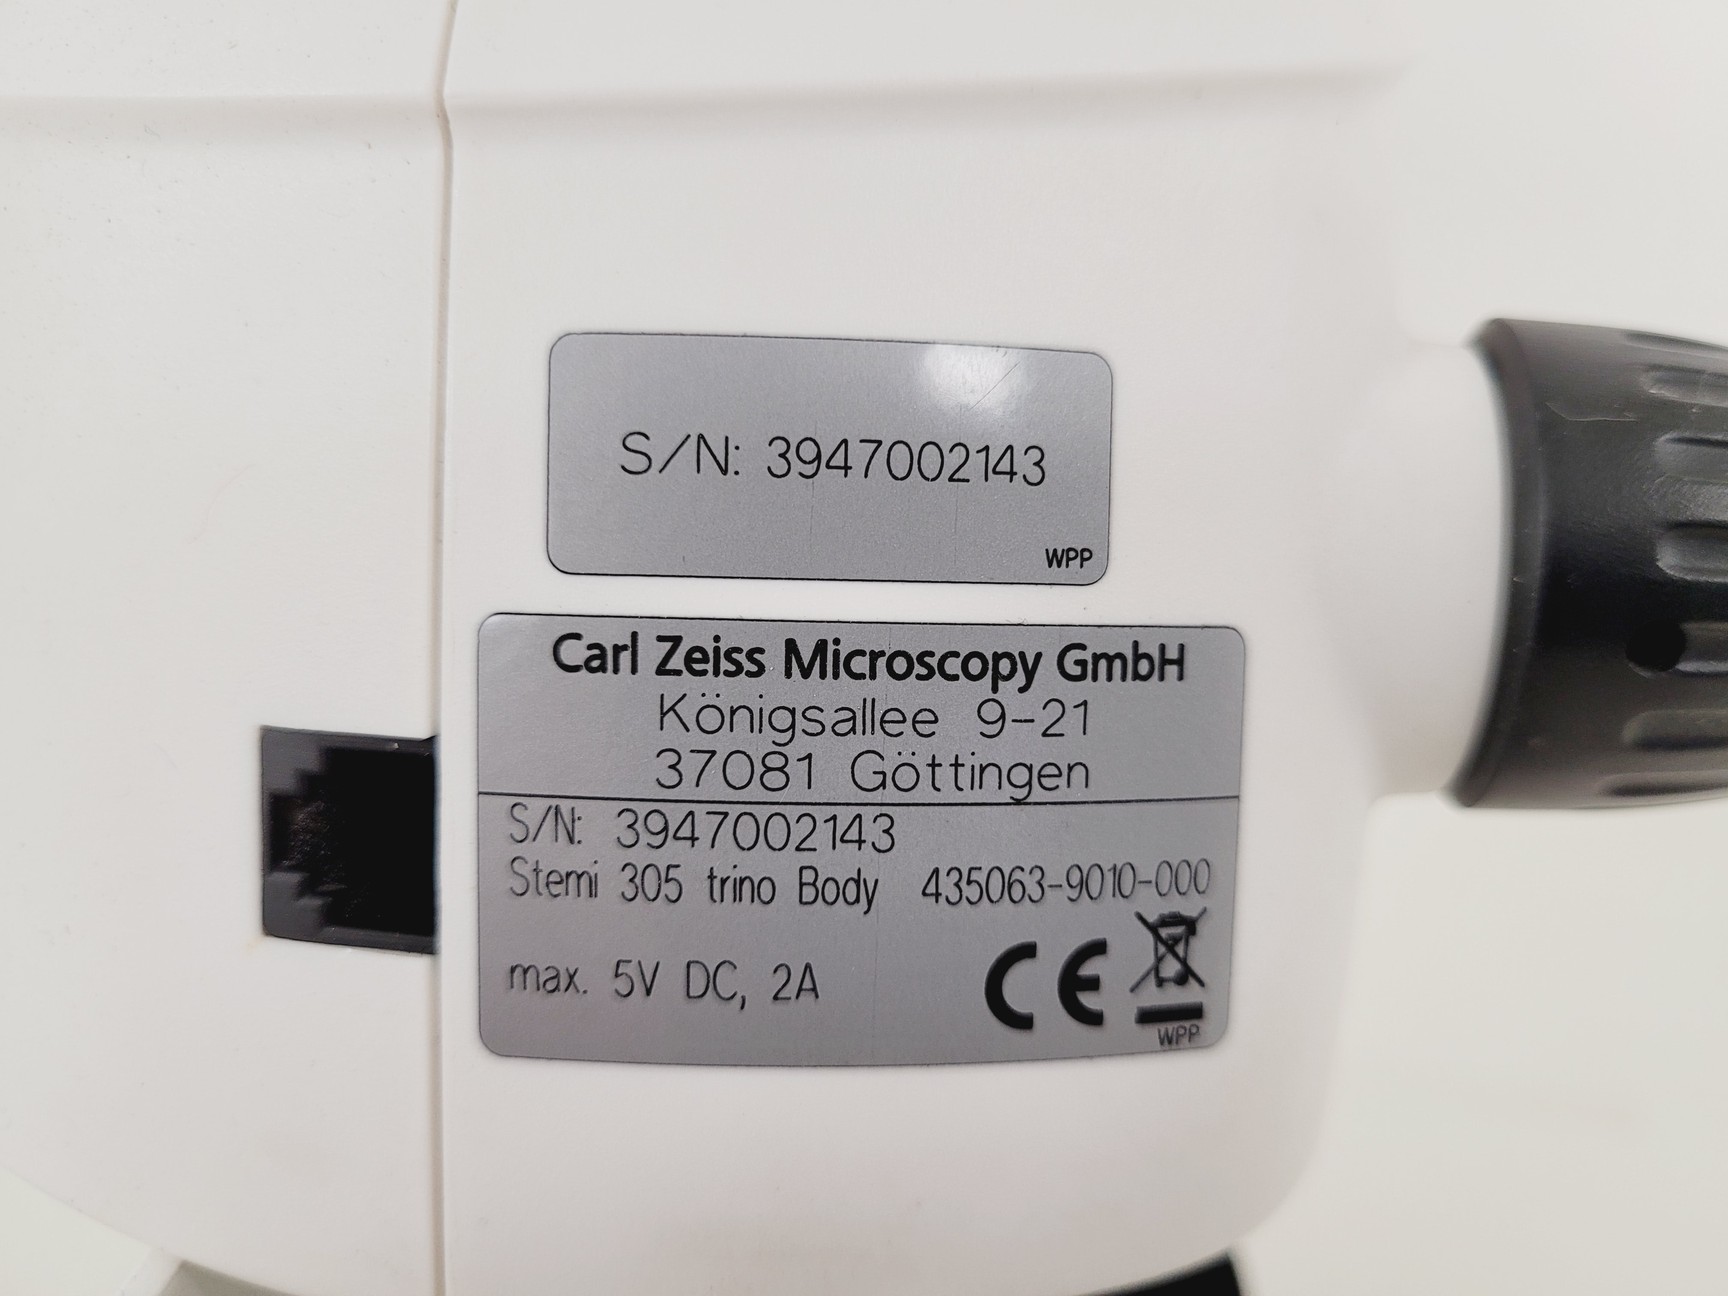 S/N: 3947002143
WPP
Carl Zeiss Microscopy GmbH
Königsallee 9-21
37081 Göttingen
S/N: 3947002143
Stemi 305 trino Body 435063-9010-000
max. 5V DC, 2A CE
WPP